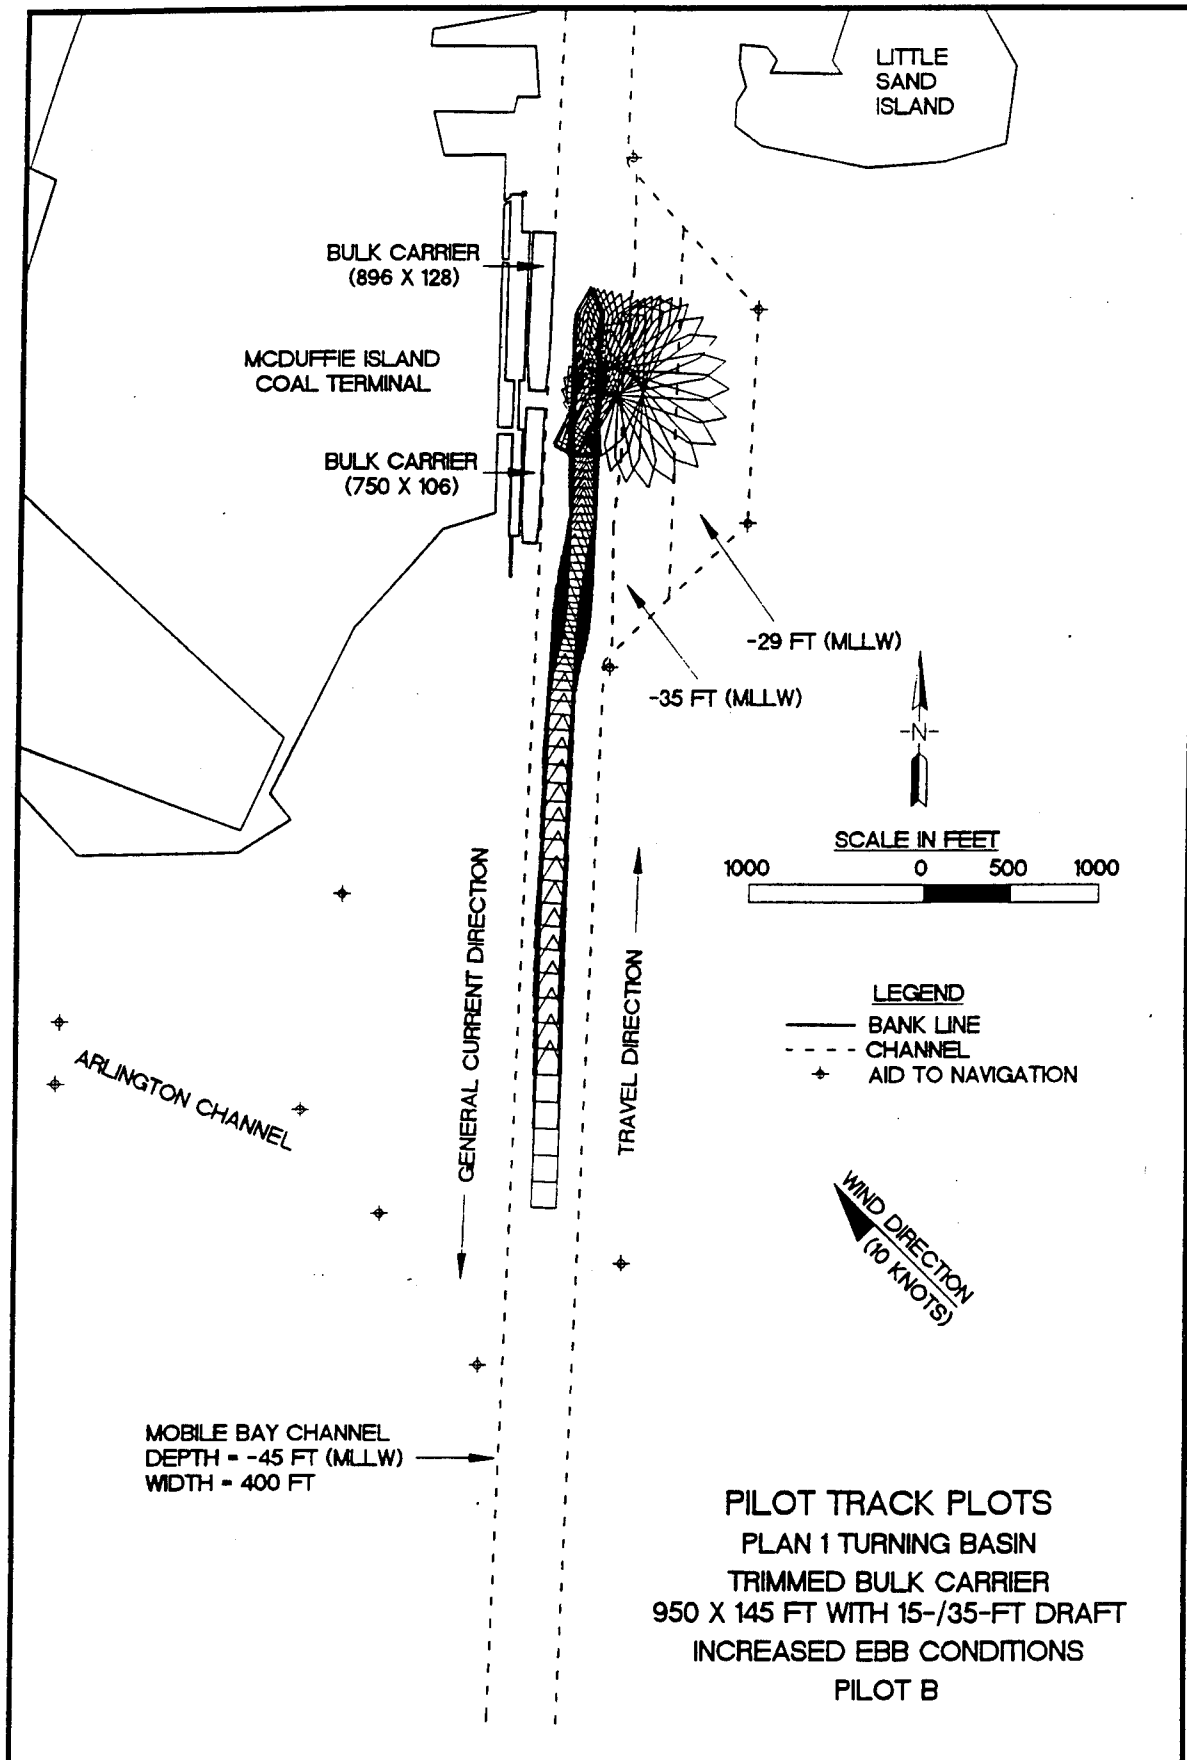 LITTLE
SAND
ISLAND
BULK CARRIER
(896 X 128)
MCDUFFIE ISLAND
COAL TERMINAL
BULK CARRIER
(750 X 106)
-29 FT (MLLW)
-35 FT (MLLW)
-N-
SCALE IN FEET
1000 0 500 1000
GENERAL CURRENT DIRECTION
TRAVEL DIRECTION
LEGEND
BANK LINE
CHANNEL
AID TO NAVIGATION
ARLINGTON CHANNEL
WIND DIRECTION
(10 KNOTS)
MOBILE BAY CHANNEL
DEPTH = -45 FT (MLLW)
WIDTH = 400 FT
PILOT TRACK PLOTS
PLAN 1 TURNING BASIN
TRIMMED BULK CARRIER
950 X 145 FT WITH 15-/35-FT DRAFT
INCREASED EBB CONDITIONS
PILOT B